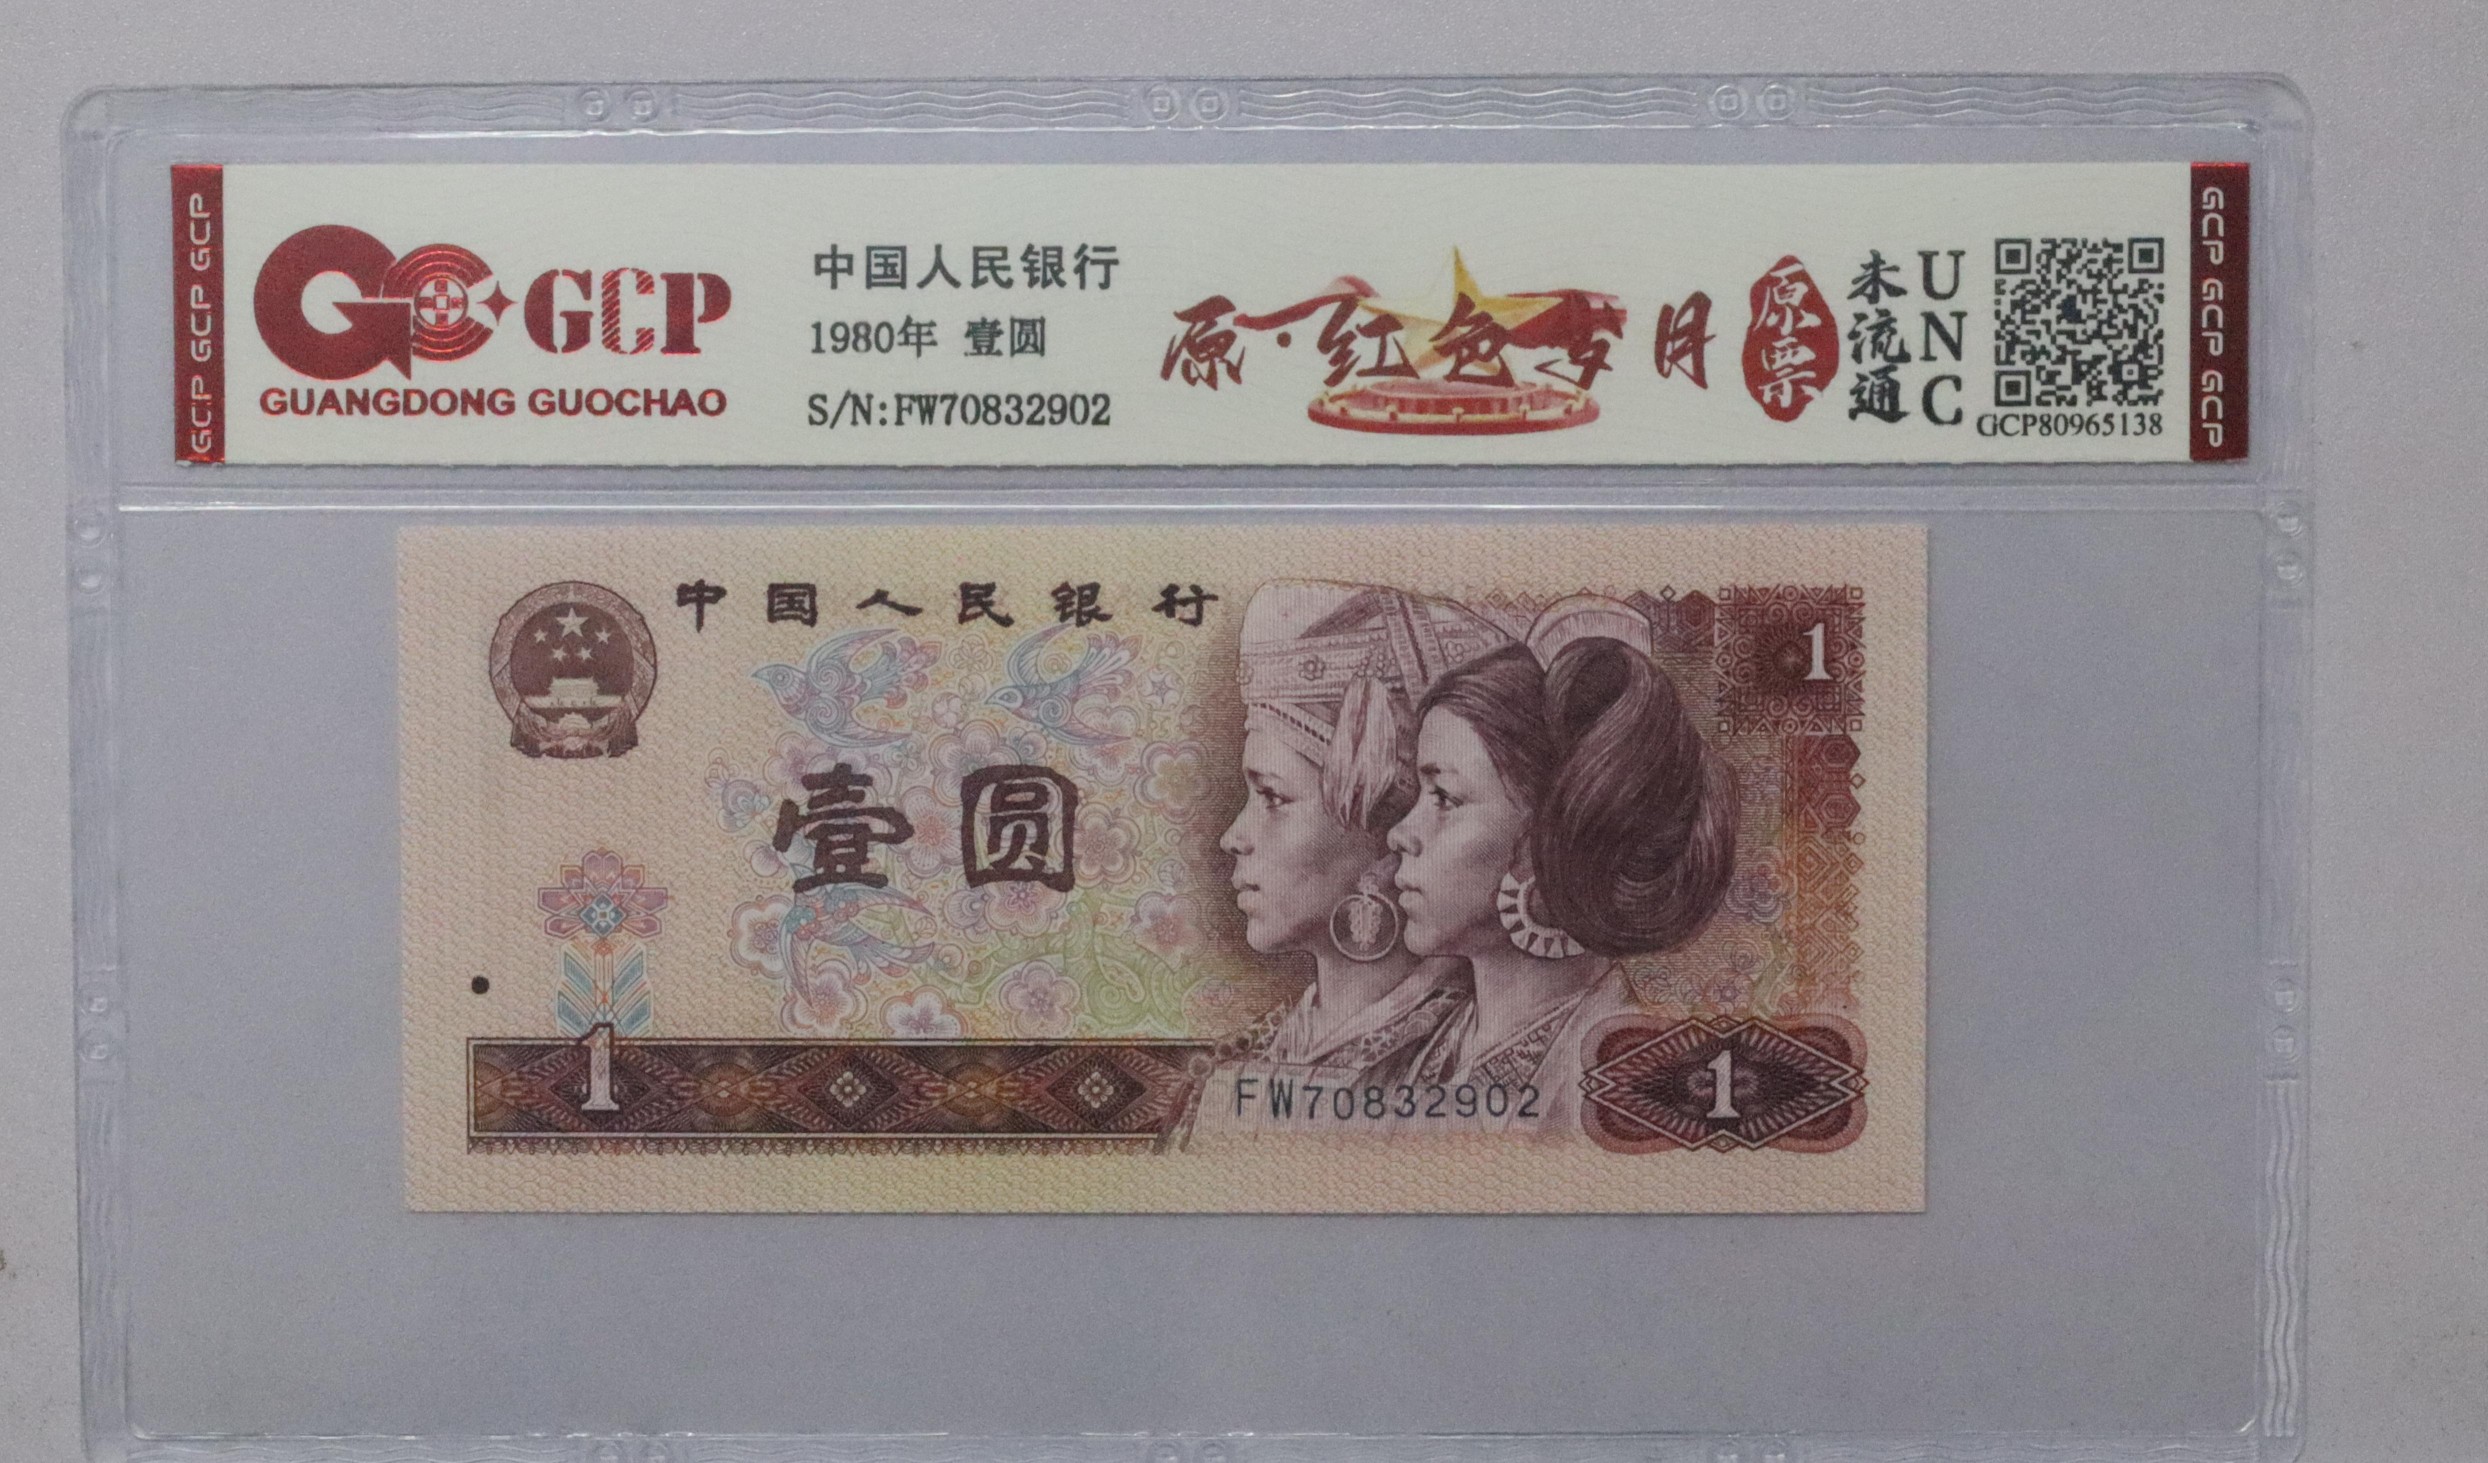 GCP GCP GCP
GCP
GUANGDONG GUOCHAO
中国人民银行
1980年 壹圆
S/N:FW70832902
原·红色岁月
原票
未流通
UNC
GCP80965138
GCP GCP GCP
中国人民银行
1
壹圆
1
FW70832902
1